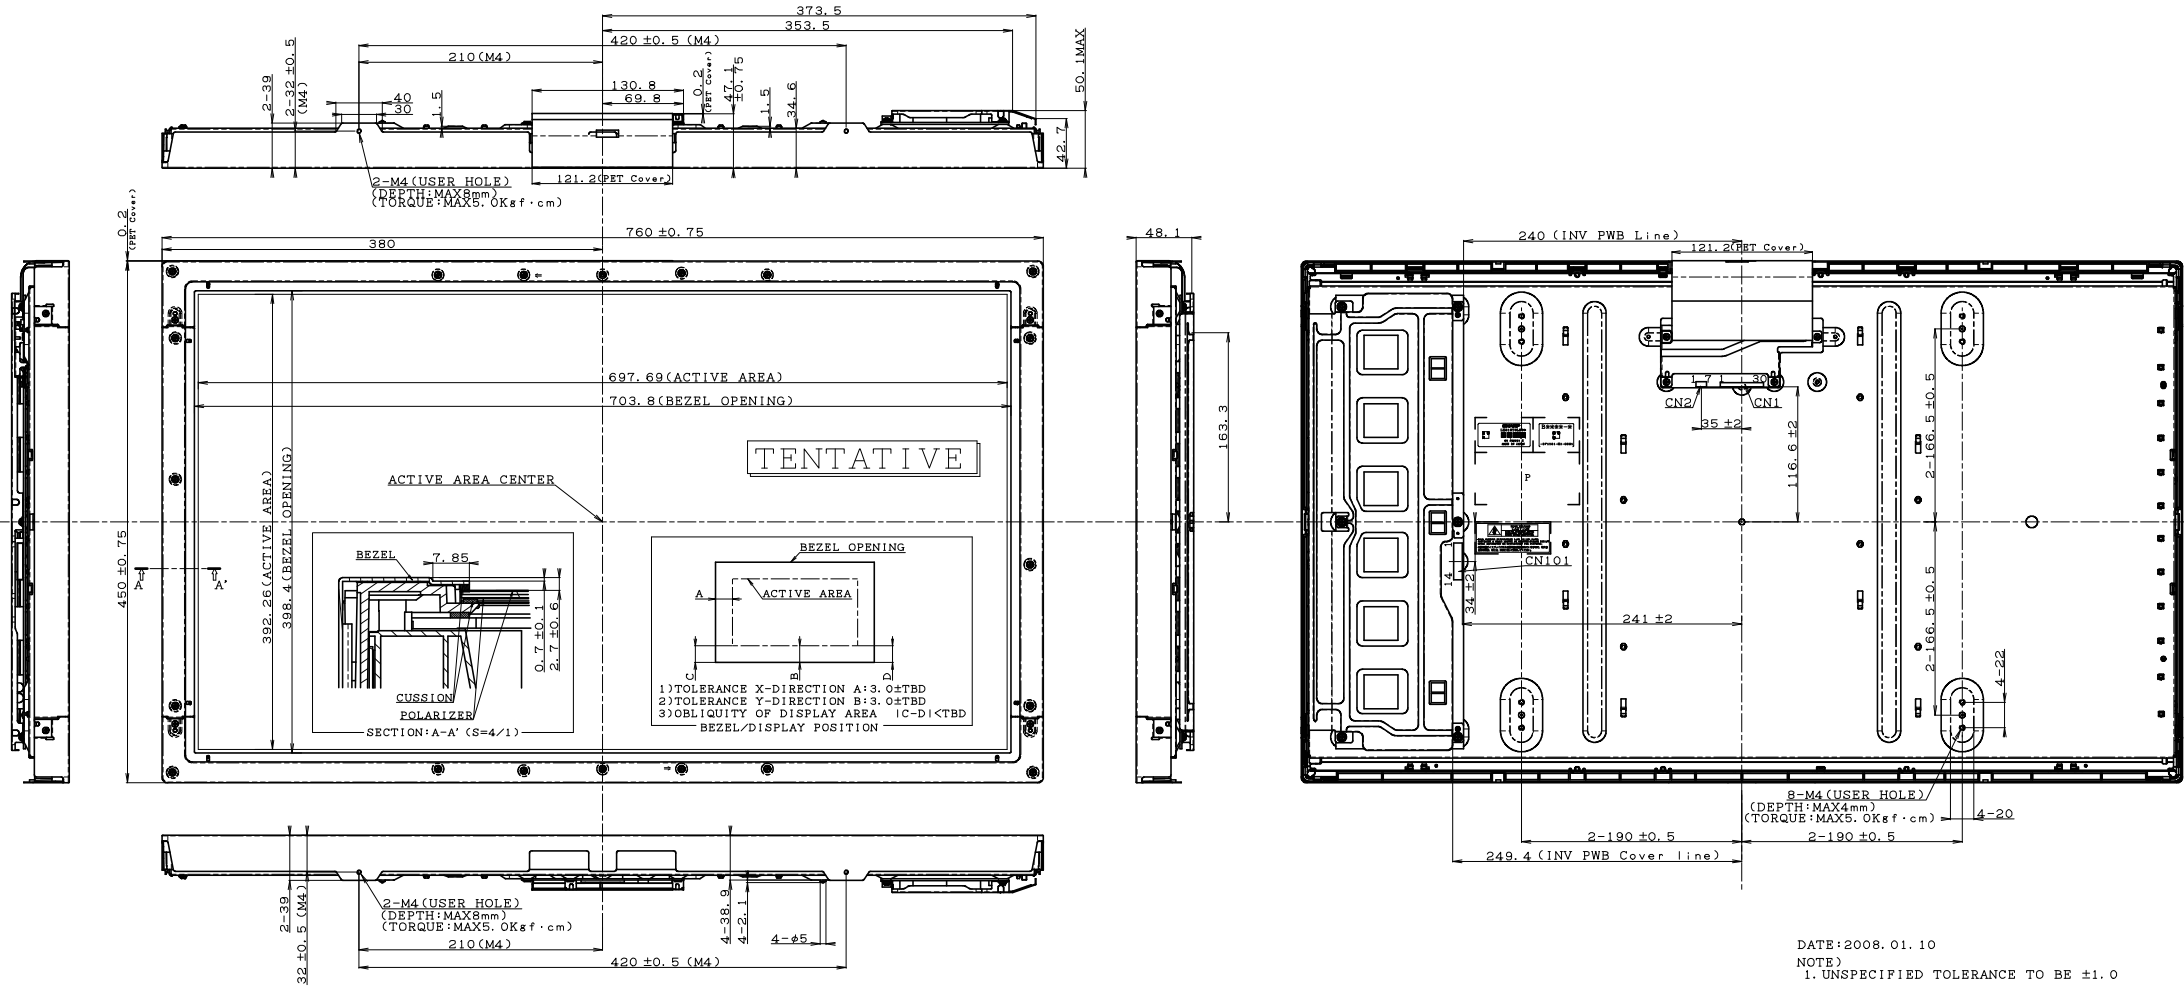 373.5
353.5
420 ±0.5 (M4)
210(M4)
2-39
2-32 ±0.5
(M4)
40
30
1.5
130.8
69.8
0.2
(PET Cover)
47.1
±0.75
1.5
34.6
50.1MAX
42.7
121.2(PET Cover)
2-M4(USER HOLE)
(DEPTH:MAX8mm)
(TORQUE:MAX5.0Kgf·cm)
0.2
(PET Cover)
760 ±0.75
380
450 ±0.75
697.69(ACTIVE AREA)
703.8(BEZEL OPENING)
392.26(ACTIVE AREA)
398.4(BEZEL OPENING)
TENTATIVE
ACTIVE AREA CENTER
A
A'
BEZEL
7.85
0.7 ±0.1
2.7 ±0.6
CUSSION
POLARIZER
SECTION:A-A' (S=4/1)
BEZEL OPENING
A
ACTIVE AREA
C
B
D
1)TOLERANCE X-DIRECTION A:3.0±TBD
2)TOLERANCE Y-DIRECTION B:3.0±TBD
3)OBLIQUITY OF DISPLAY AREA |C-D|<TBD
BEZEL/DISPLAY POSITION
48.1
163.3
240 (INV PWB Line)
121.2(PET Cover)
1 7 1 30
CN2
CN1
35 ±2
116.6 ±2
2-166.5 ±0.5
P
1
14
CN101
34 ±2
241 ±2
2-166.5 ±0.5
4-22
8-M4(USER HOLE)
(DEPTH:MAX4mm)
(TORQUE:MAX5.0Kgf·cm)
4-20
2-190 ±0.5
2-190 ±0.5
249.4 (INV PWB Cover line)
2-39
32 ±0.5 (M4)
2-M4(USER HOLE)
(DEPTH:MAX8mm)
(TORQUE:MAX5.0Kgf·cm)
210(M4)
420 ±0.5 (M4)
4-38.9
4-2.1
4-φ5
DATE:2008.01.10
NOTE)
1.UNSPECIFIED TOLERANCE TO BE ±1.0